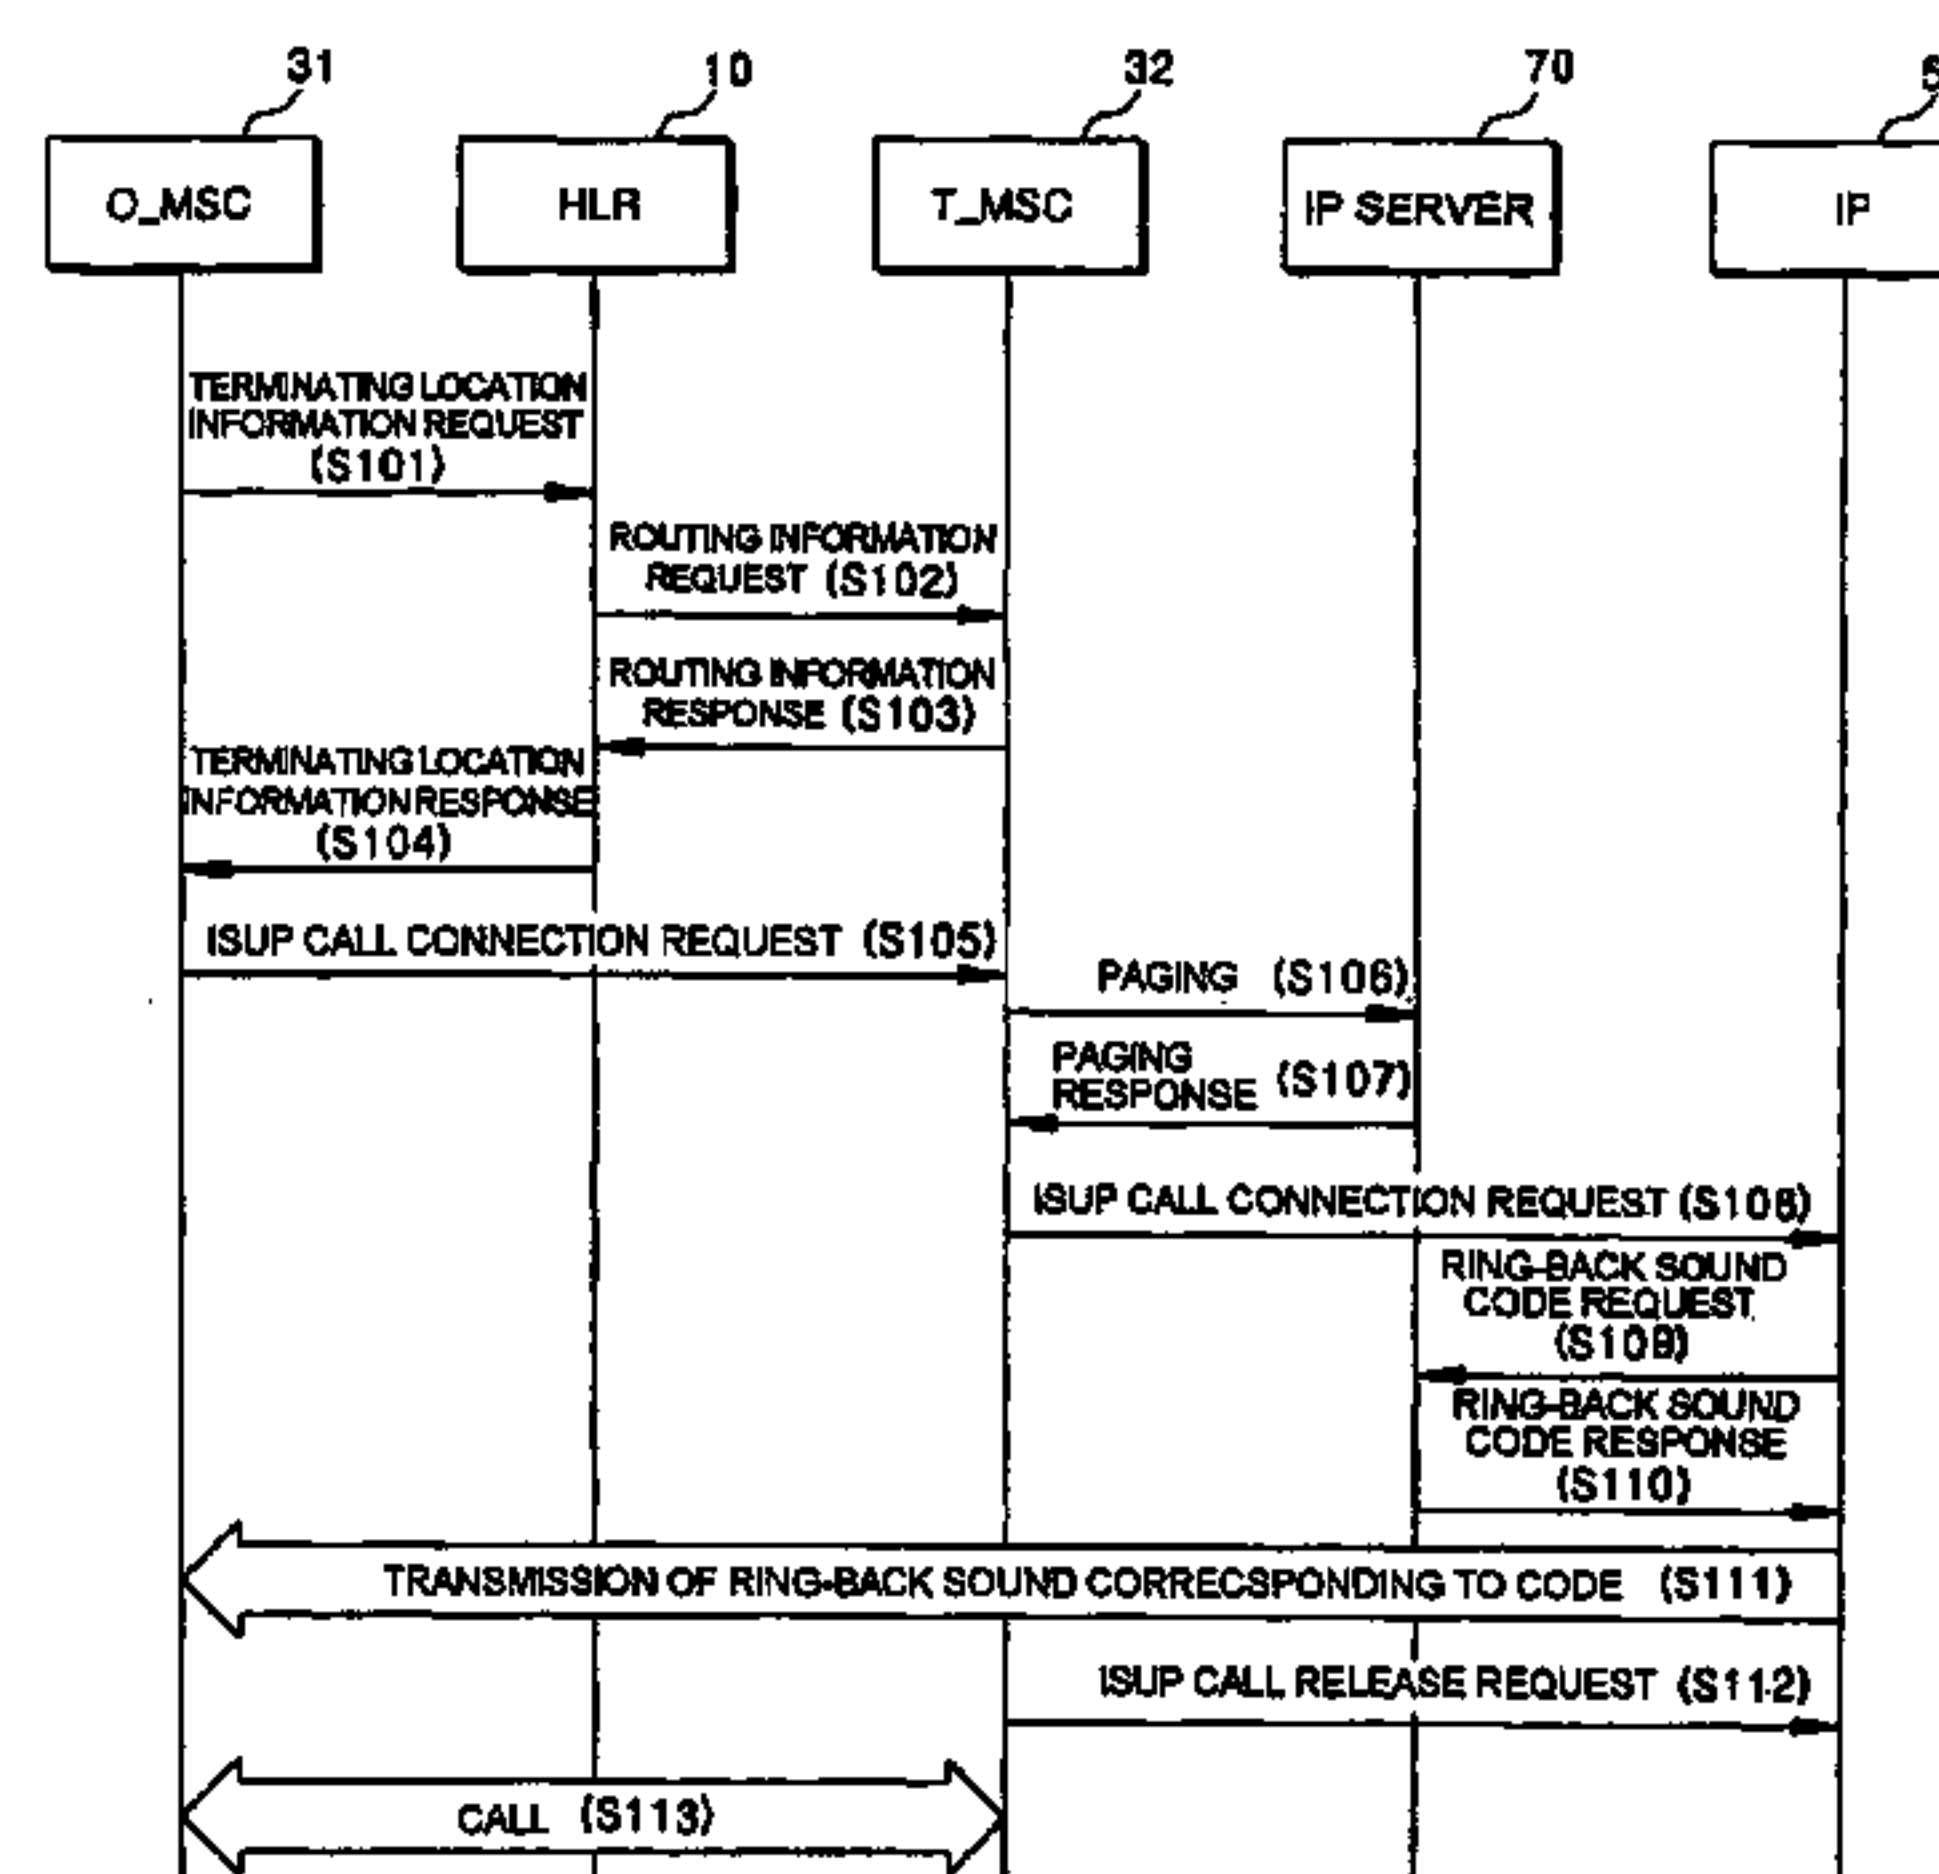 31
10
32
70
O_MSC
HLR
T_MSC
IP SERVER
IP
TERMINATING LOCATION
INFORMATION REQUEST
(S101)
ROUTING INFORMATION
REQUEST (S102)
ROUTING INFORMATION
RESPONSE (S103)
TERMINATING LOCATION
INFORMATION RESPONSE
(S104)
ISUP CALL CONNECTION REQUEST (S105)
PAGING (S106)
PAGING
RESPONSE (S107)
ISUP CALL CONNECTION REQUEST (S108)
RING-BACK SOUND
CODE REQUEST
(S109)
RING-BACK SOUND
CODE RESPONSE
(S110)
TRANSMISSION OF RING-BACK SOUND CORRECSPONDING TO CODE (S111)
ISUP CALL RELEASE REQUEST (S112)
CALL (S113)